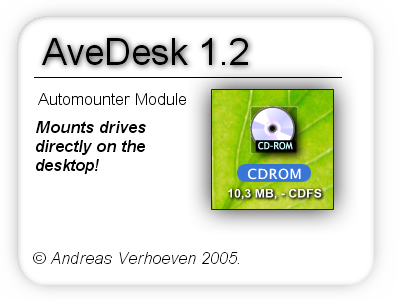 AveDesk 1.2
Automounter Module
Mounts drives
directly on the
desktop!
CD-ROM
CDROM
10,3 MB, - CDFS
© Andreas Verhoeven 2005.